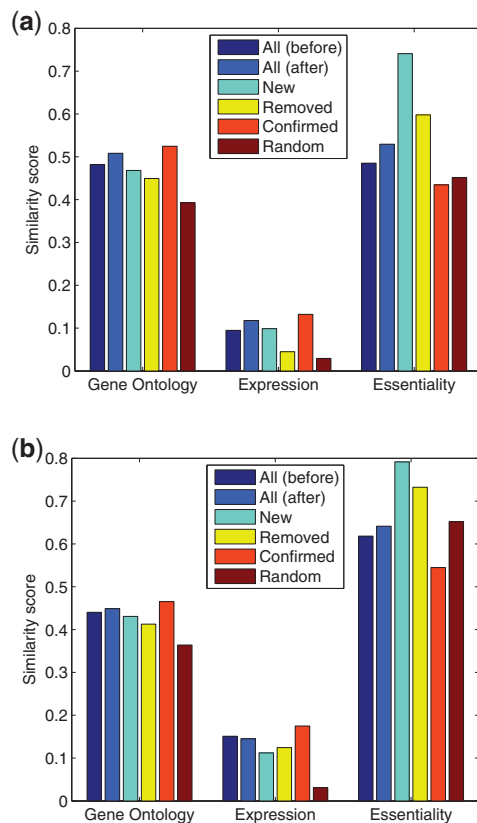 (a)
0.8
0.7
0.6
0.5
0.4
0.3
0.2
0.1
0
Similarity score
All (before)
All (after)
New
Removed
Confirmed
Random
Gene Ontology Expression Essentiality
(b)
0.8
0.7
0.6
0.5
0.4
0.3
0.2
0.1
0
Similarity score
All (before)
All (after)
New
Removed
Confirmed
Random
Gene Ontology Expression Essentiality